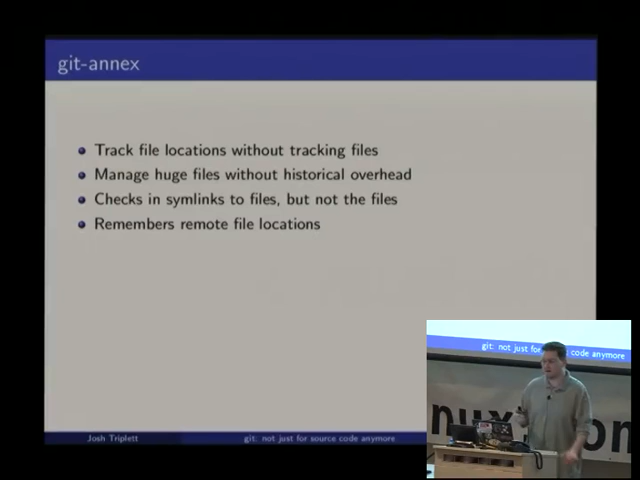 git-annex
Track file locations without tracking files
Manage huge files without historical overhead
Checks in symlinks to files, but not the files
Remembers remote file locations
git: not just for code anymore
Josh Triplett
git: not just for source code anymore